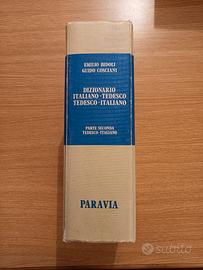 EMILIO BIDOLI
GUIDO COSCIANI
DIZIONARIO
ITALIANO-TEDESCO
TEDESCO-ITALIANO
PARTE SECONDA
TEDESCO-ITALIANO
PARAVIA
subito